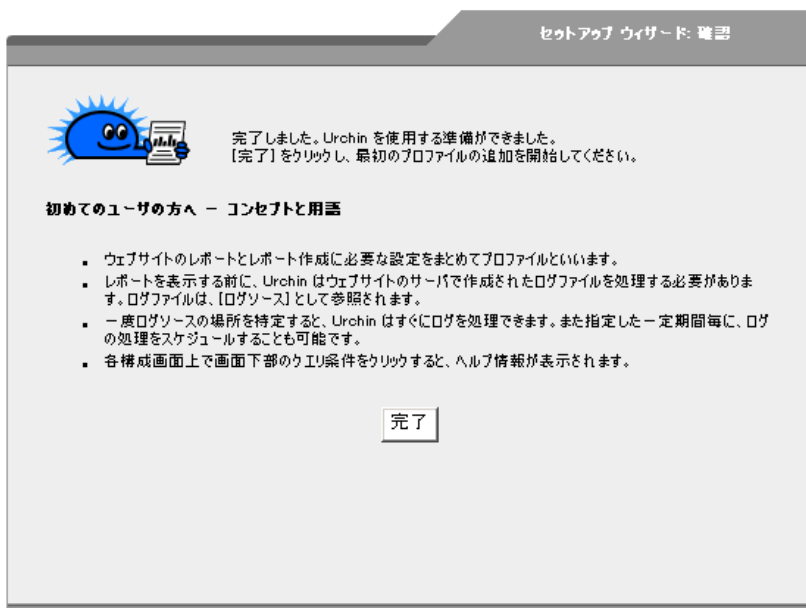 セットアップ ウィザード: 確認
完了しました。Urchin を使用する準備ができました。
[完了] をクリックし、最初のプロファイルの追加を開始してください。
初めてのユーザの方へ － コンセプトと用語
ウェブサイトのレポートとレポート作成に必要な設定をまとめてプロファイルといいます。
レポートを表示する前に、Urchin はウェブサイトのサーバで作成されたログファイルを処理する必要がありま
す。ログファイルは、[ログソース] として参照されます。
一度ログソースの場所を特定すると、Urchin はすぐにログを処理できます。また指定した一定期間毎に、ログ
の処理をスケジュールすることも可能です。
各構成画面上で画面下部のクエリ条件をクリックすると、ヘルプ情報が表示されます。
完了